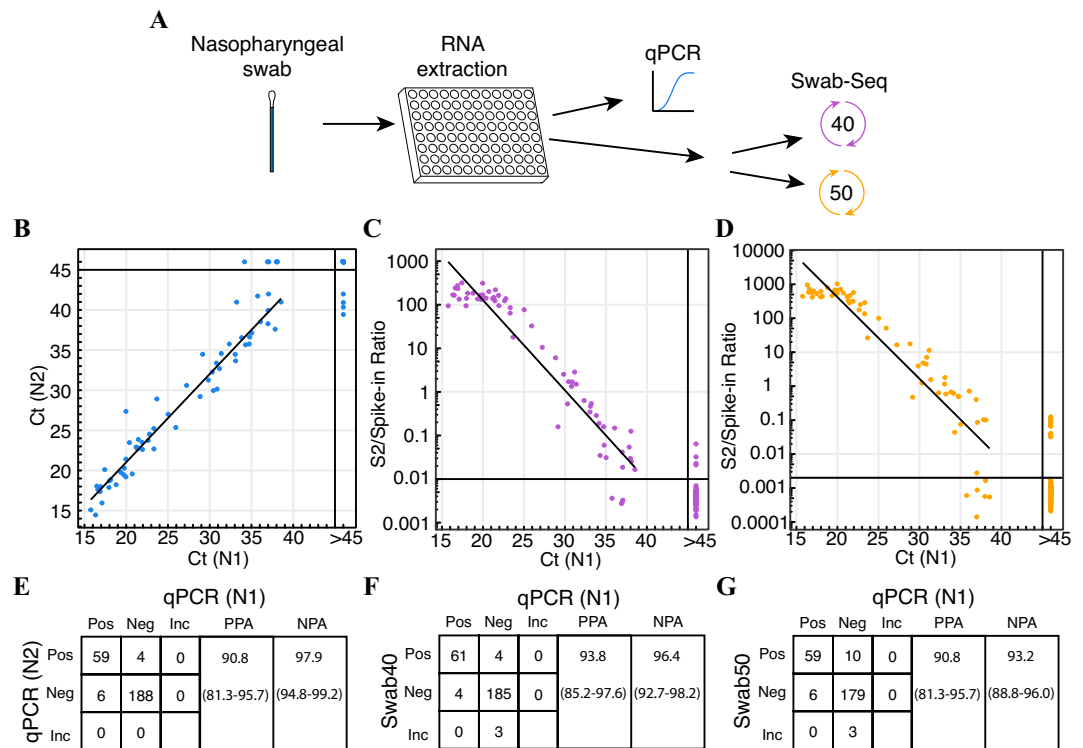 A
Nasopharyngeal
swab
RNA
extraction
qPCR
Swab-Seq
40
50
B
Ct (N2)
45
40
35
30
25
20
15
15 20 25 30 35 40 >45
Ct (N1)
C
S2/Spike-in Ratio
1000
100
10
1
0.1
0.01
0.001
15 20 25 30 35 40 >45
Ct (N1)
D
S2/Spike-in Ratio
10000
1000
100
10
1
0.1
0.01
0.001
0.0001
15 20 25 30 35 40 >45
Ct (N1)
E
qPCR (N1)
Pos Neg Inc PPA NPA
qPCR (N2)
Pos 59 4 0 90.8 97.9
Neg 6 188 0 (81.3-95.7) (94.8-99.2)
Inc 0 0
F
qPCR (N1)
Pos Neg Inc PPA NPA
Swab40
Pos 61 4 0 93.8 96.4
Neg 4 185 0 (85.2-97.6) (92.7-98.2)
Inc 0 3
G
qPCR (N1)
Pos Neg Inc PPA NPA
Swab50
Pos 59 10 0 90.8 93.2
Neg 6 179 0 (81.3-95.7) (88.8-96.0)
Inc 0 3